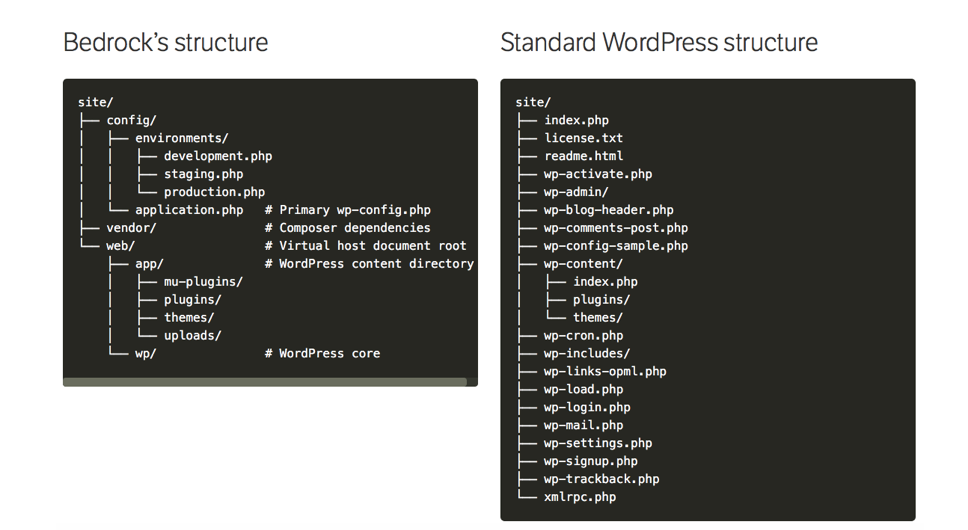 Bedrock’s structure
site/
├── config/
│   ├── environments/
│   │   ├── development.php
│   │   ├── staging.php
│   │   └── production.php
│   └── application.php   # Primary wp-config.php
├── vendor/               # Composer dependencies
└── web/                  # Virtual host document root
    ├── app/              # WordPress content directory
    │   ├── mu-plugins/
    │   ├── plugins/
    │   ├── themes/
    │   └── uploads/
    └── wp/               # WordPress core
Standard WordPress structure
site/
├── index.php
├── license.txt
├── readme.html
├── wp-activate.php
├── wp-admin/
├── wp-blog-header.php
├── wp-comments-post.php
├── wp-config-sample.php
├── wp-content/
│   ├── index.php
│   ├── plugins/
│   └── themes/
├── wp-cron.php
├── wp-includes/
├── wp-links-opml.php
├── wp-load.php
├── wp-login.php
├── wp-mail.php
├── wp-settings.php
├── wp-signup.php
├── wp-trackback.php
└── xmlrpc.php